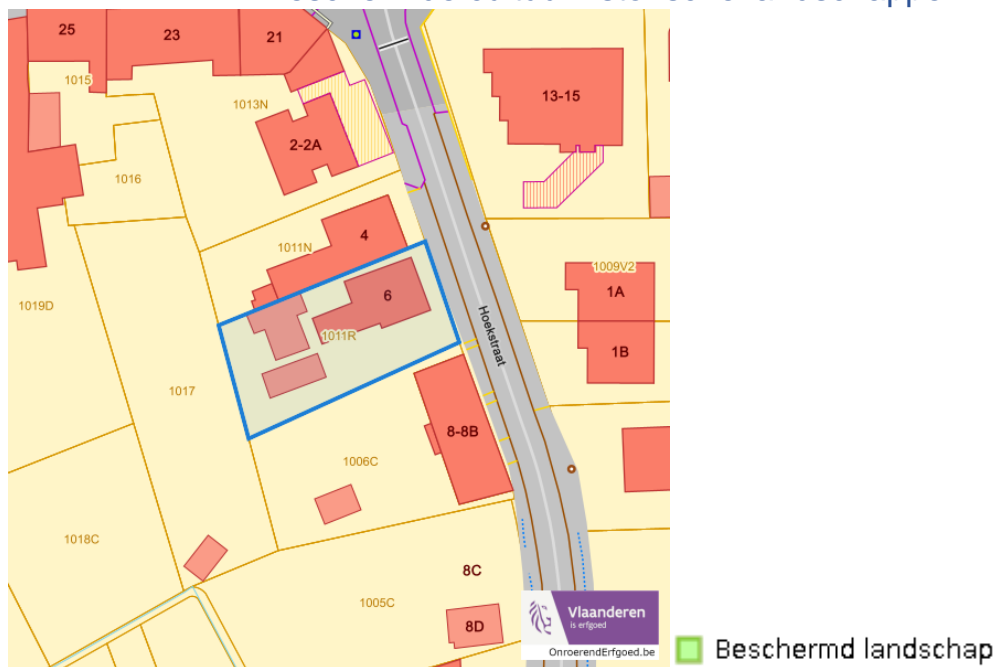 25
23
21
1015
1013N
13-15
2-2A
1016
4
1011N
1009V2
6
1A
1019D
Hoekstraat
1011R
1B
1017
8-8B
1006C
1018C
8C
1005C
8D
Vlaanderen
is erfgoed
OnroerendErfgoed.be
Beschermd landschap